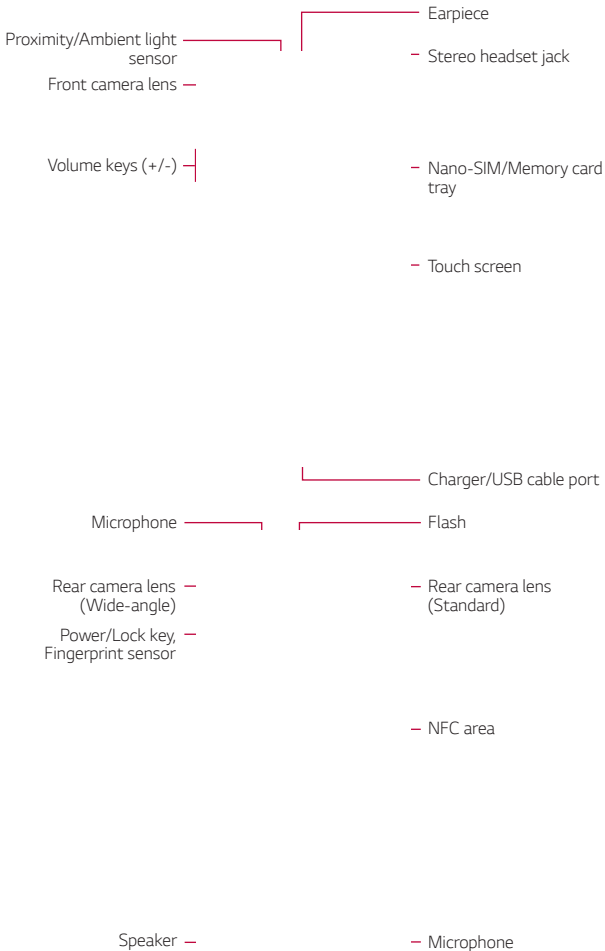 Earpiece
Proximity/Ambient light
sensor
Stereo headset jack
Front camera lens
Volume keys (+/-)
Nano-SIM/Memory card
tray
Touch screen
Charger/USB cable port
Microphone
Flash
Rear camera lens
(Wide-angle)
Rear camera lens
(Standard)
Power/Lock key,
Fingerprint sensor
NFC area
Speaker
Microphone